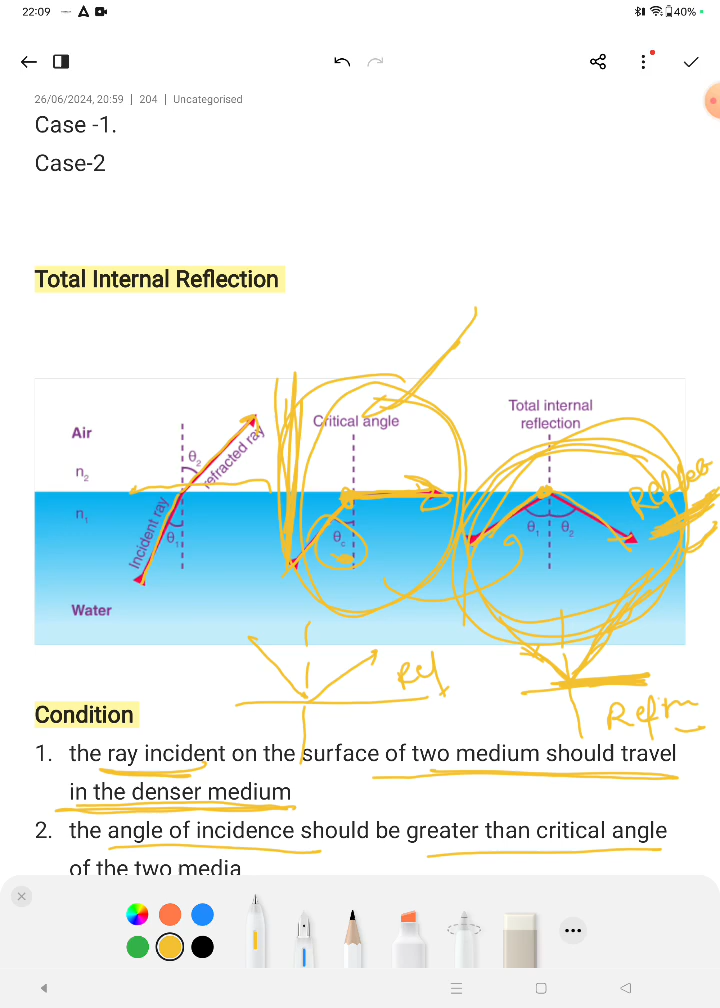 22:09
40%
26/06/2024, 20:59 | 204 | Uncategorised
Case -1.
Case-2
Total Internal Reflection
Critical angle
Total internal
reflection
Air
θ2
refracted ray
n2
n1
Incident ray
θ1
θc
θ1 θ2
Water
Ref
Condition
1. the ray incident on the surface of two medium should travel
in the denser medium
2. the angle of incidence should be greater than critical angle
of the two media